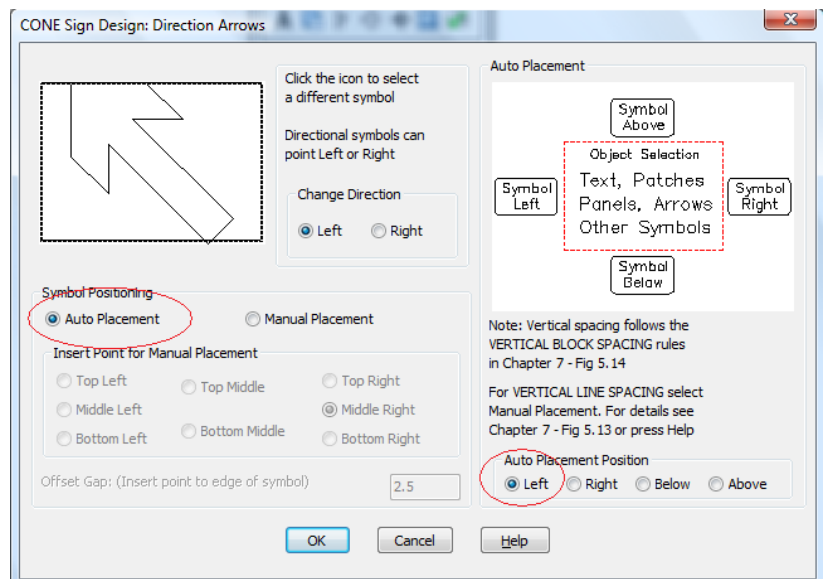 CONE Sign Design: Direction Arrows
Click the icon to select
a different symbol
Directional symbols can
point Left or Right
Change Direction
Left Right
Symbol Positioning
Auto Placement Manual Placement
Insert Point for Manual Placement
Top Left Top Middle Top Right
Middle Left Middle Right
Bottom Left Bottom Middle Bottom Right
Offset Gap: (Insert point to edge of symbol) 2.5
Auto Placement
Symbol
Above
Object Selection
Symbol
Left
Text, Patches
Panels, Arrows
Other Symbols
Symbol
Right
Symbol
Below
Note: Vertical spacing follows the
VERTICAL BLOCK SPACING rules
in Chapter 7 - Fig 5.14
For VERTICAL LINE SPACING select
Manual Placement. For details see
Chapter 7 - Fig 5.13 or press Help
Auto Placement Position
Left Right Below Above
OK Cancel Help